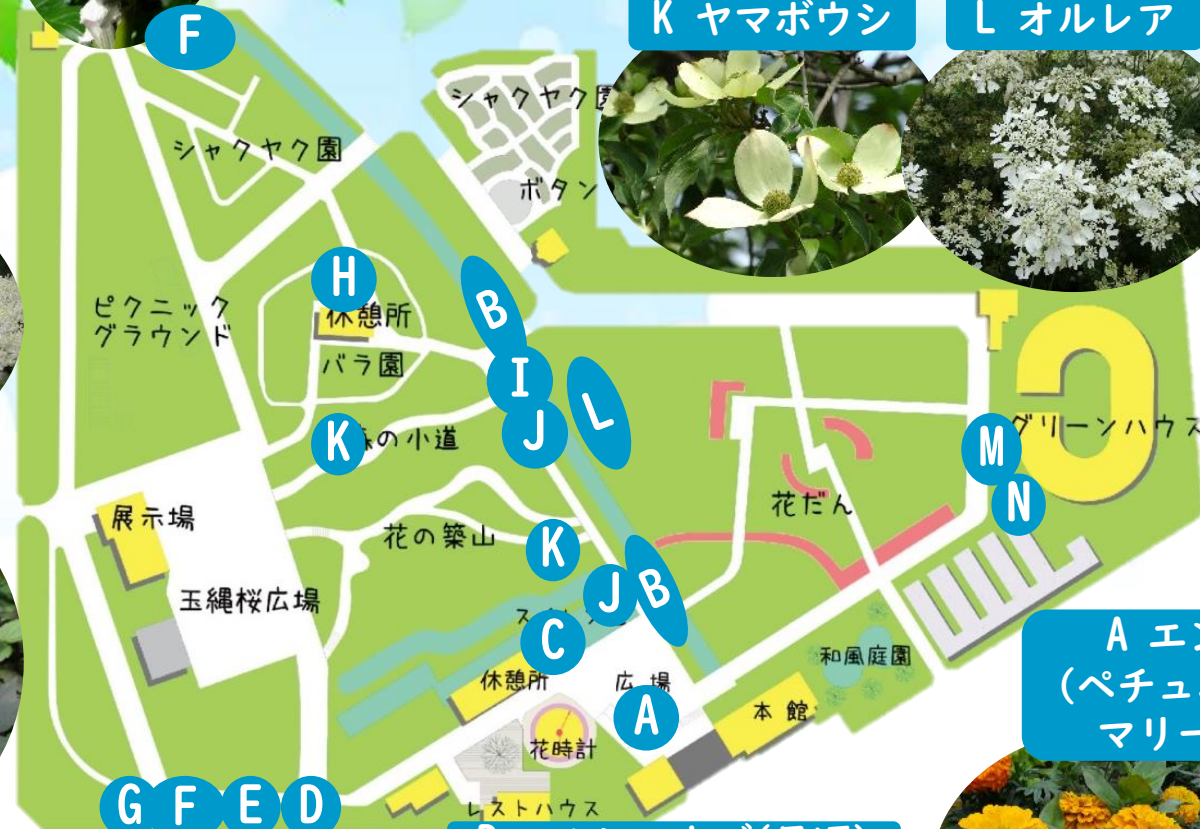 K ヤマボウシ
L オルレア
F
シャクヤク園
シャクヤク園
ボタン
H
休憩所
バラ園
ピクニック
グラウンド
B
I
J
L
K
の小道
グリーンハウス
M
N
花だん
展示場
花の築山
K
J
B
C
玉縄桜広場
休憩所
広場
A
本館
和風庭園
花時計
レストハウス
G
F
E
D
A エン
(ペチュ
マリー